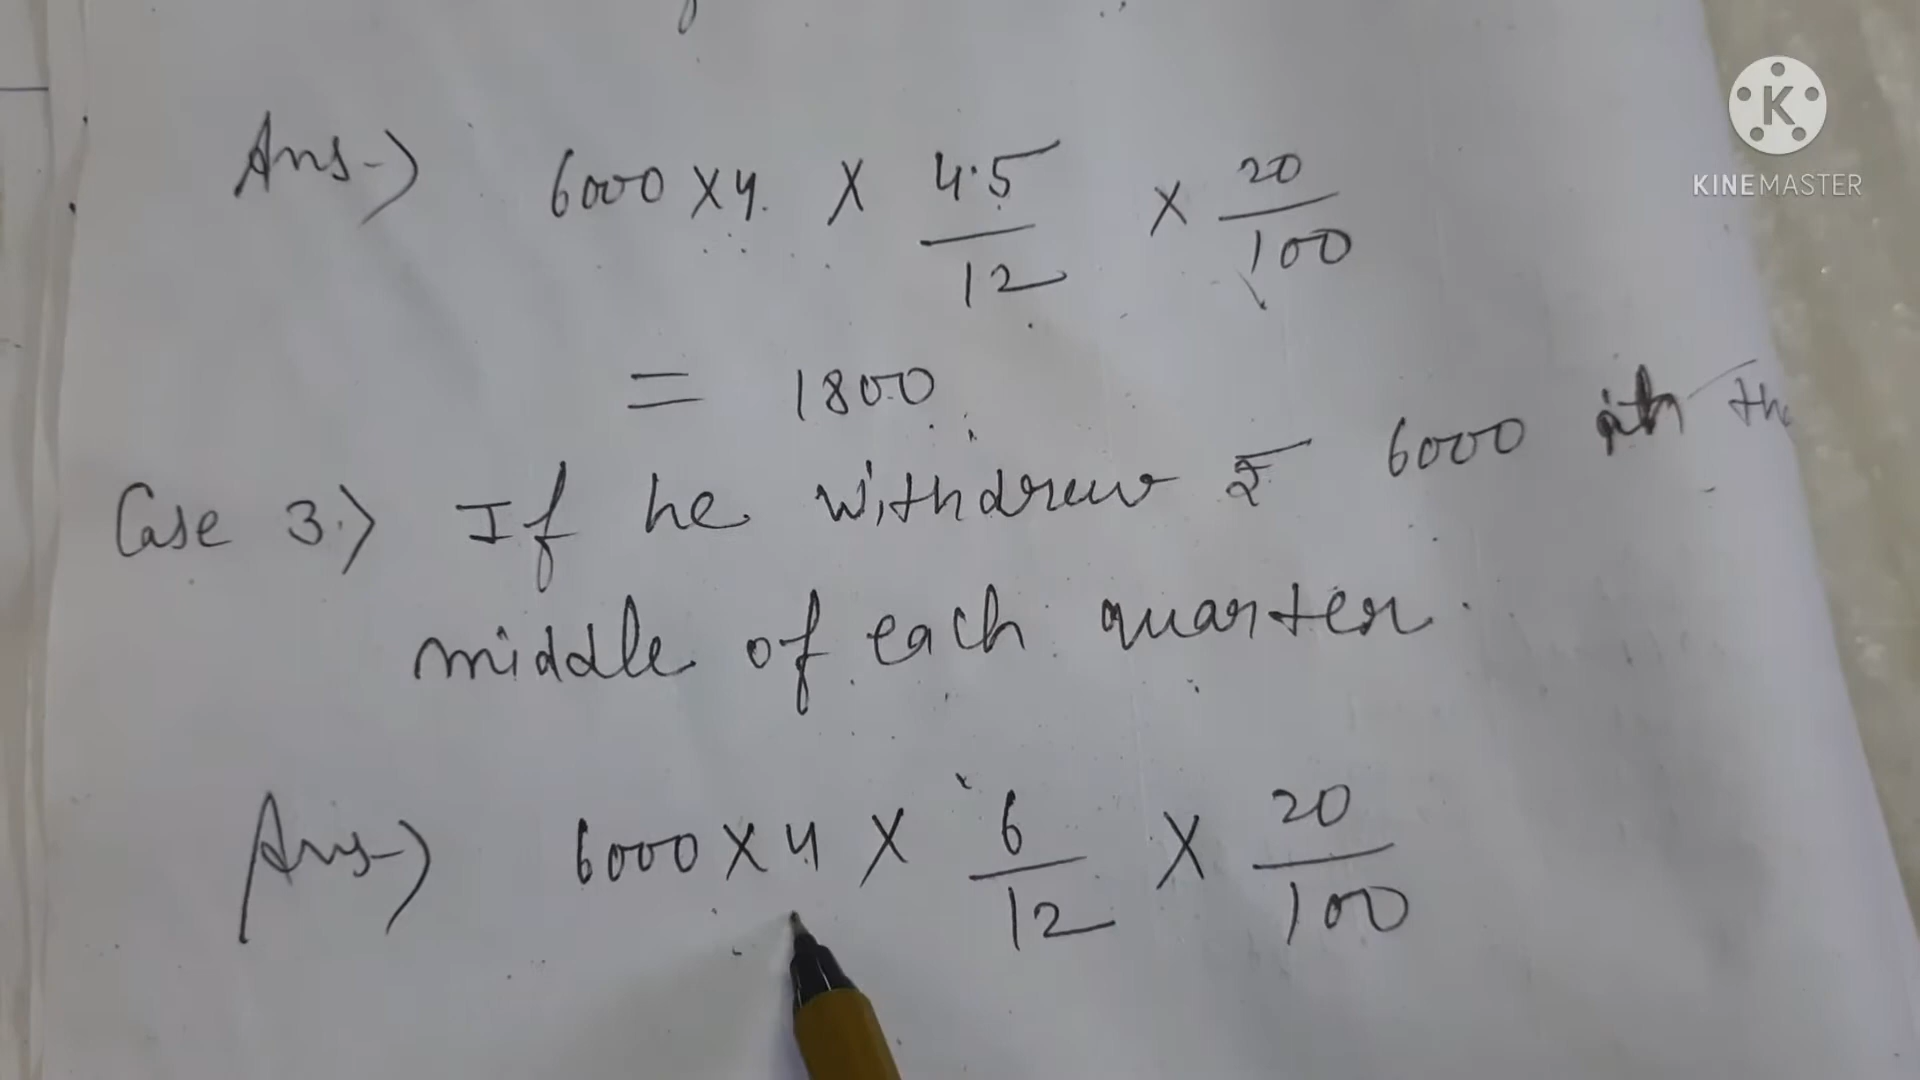 Ans→ 6000 × 4 × 4.5/12 × 20/100
= 1800
Case 3.) If he withdrew ₹ 6000 in the
middle of each quarter.
Ans→ 6000 × 4 × 6/12 × 20/100
K
KINEMASTER